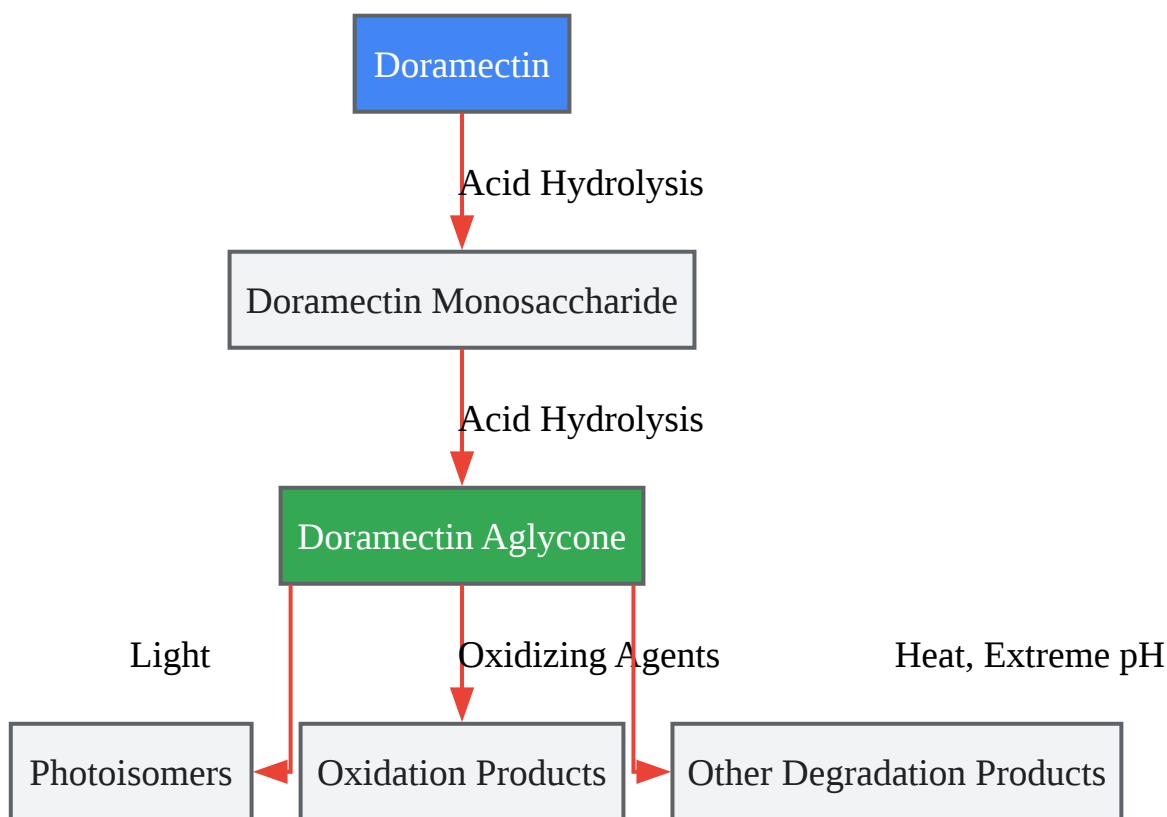 Doramectin
Acid Hydrolysis
Doramectin Monosaccharide
Acid Hydrolysis
Doramectin Aglycone
Light
Oxidizing Agents
Heat, Extreme pH
Photoisomers
Oxidation Products
Other Degradation Products